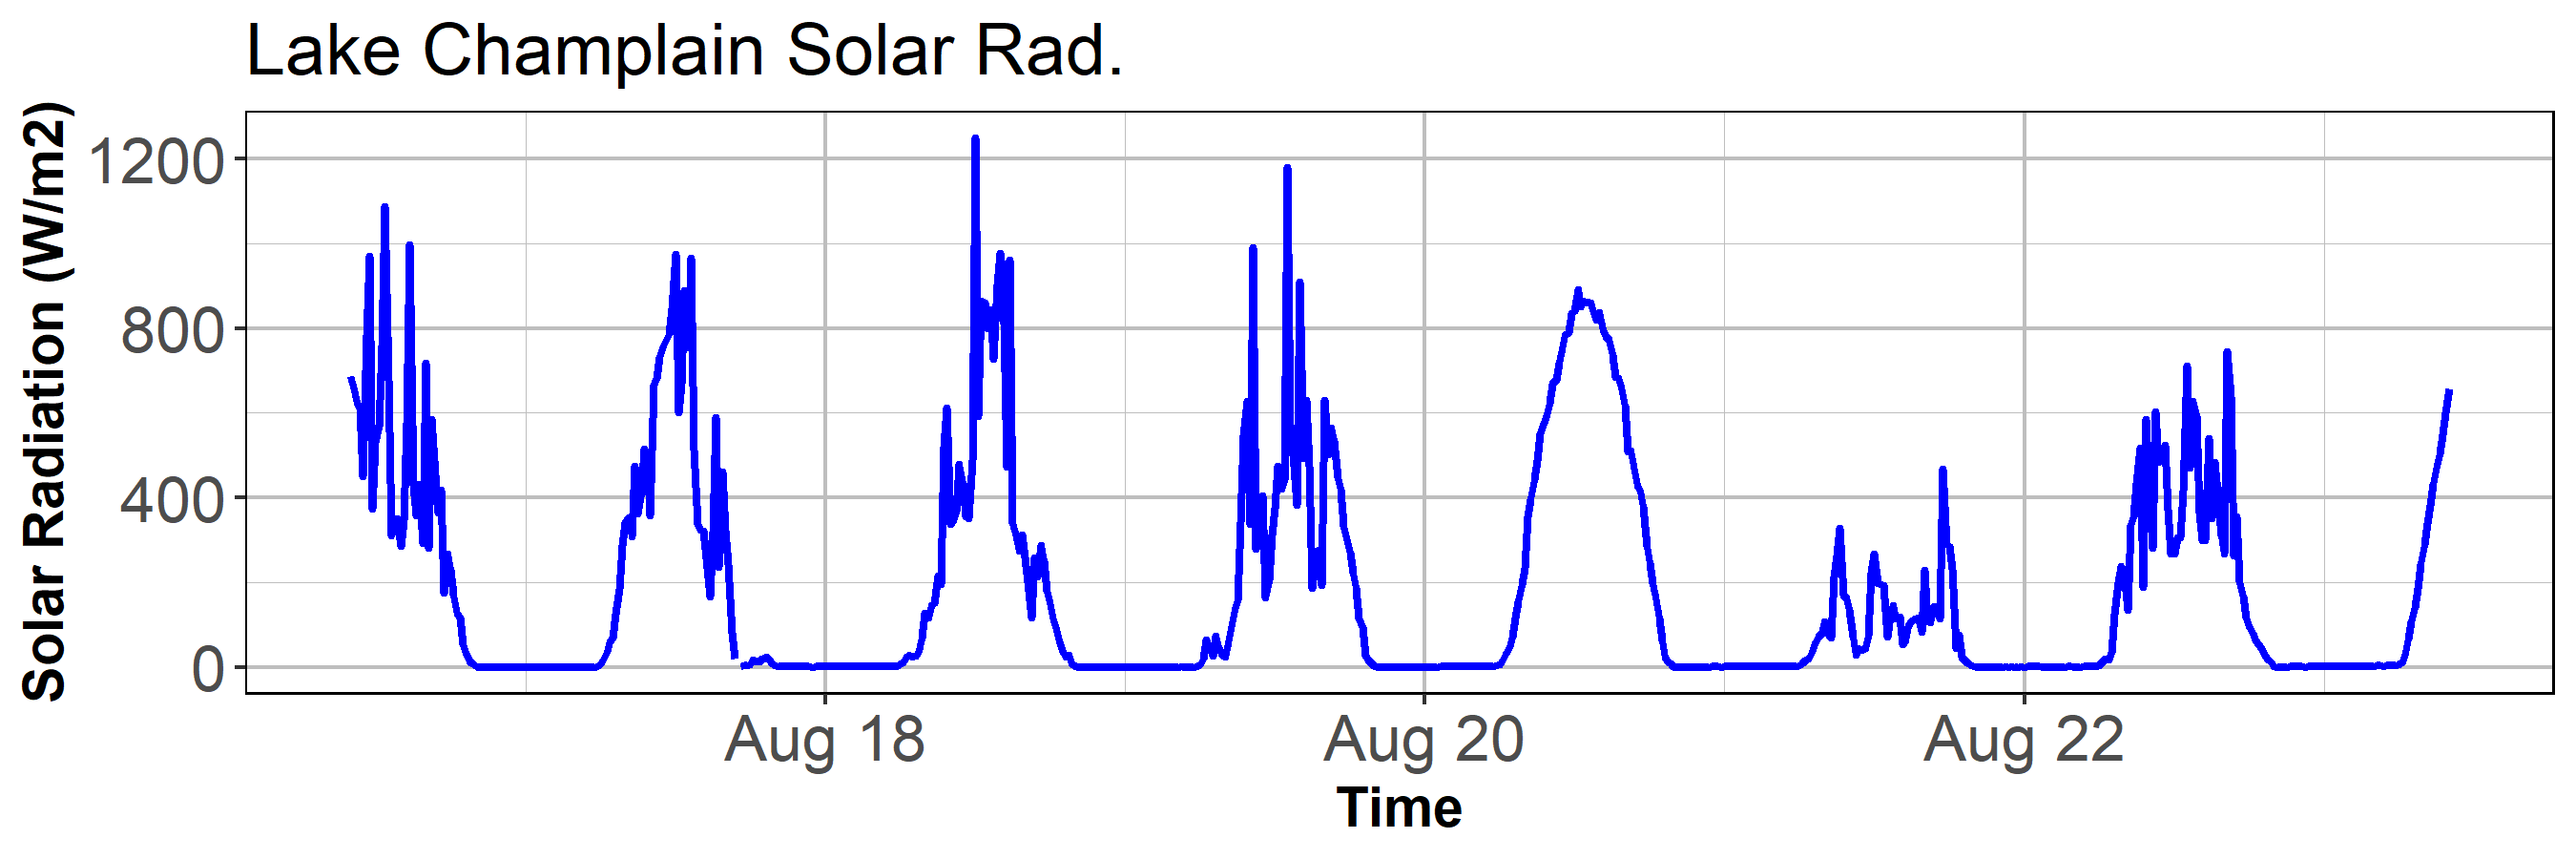 Lake Champlain Solar Rad.
Solar Radiation (W/m2)
1200
800
400
0
Aug 18
Aug 20
Aug 22
Time